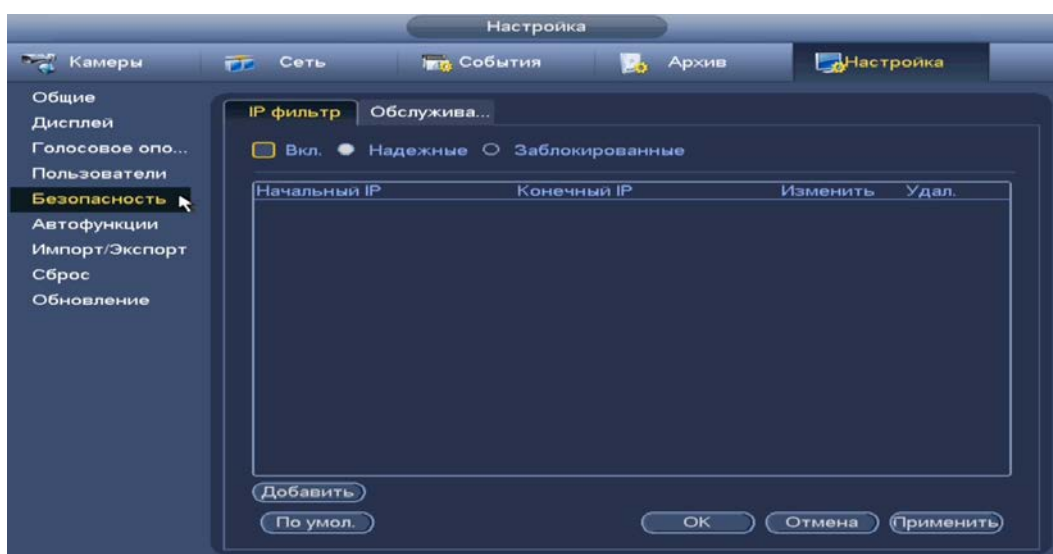 Настройка
Камеры Сеть События Архив Настройка
Общие
Дисплей
Голосовое опо...
Пользователи
Безопасность
Автофункции
Импорт/Экспорт
Сброс
Обновление
IP фильтр Обслужива...
Вкл. Надежные Заблокированные
Начальный IP Конечный IP Изменить Удал.
Добавить
По умол. ОК Отмена Применить